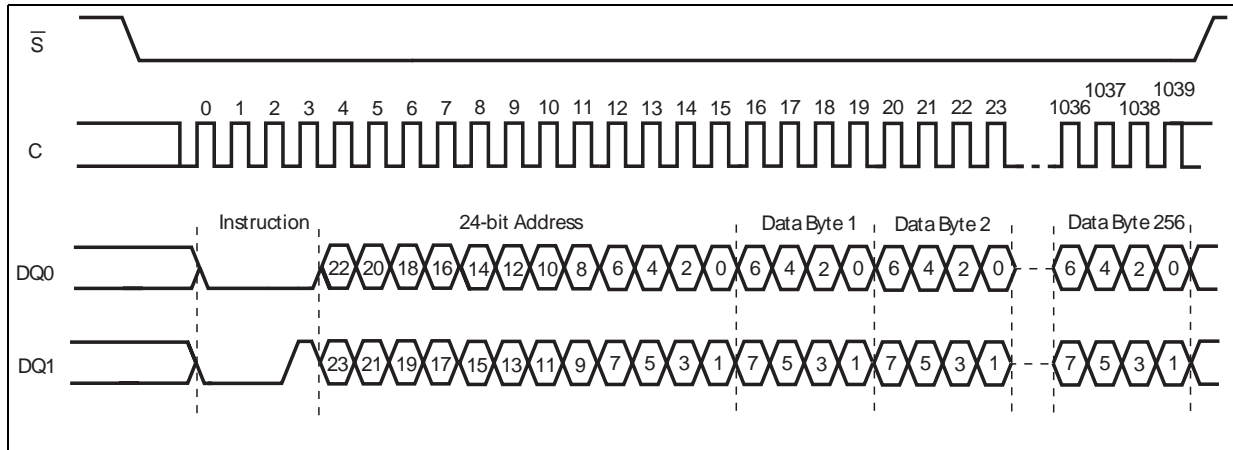 S
1037 1039
0 1 2 3 4 5 6 7 8 9 10 11 12 13 14 15 16 17 18 19 20 21 22 23 1036 1038
C
Instruction 24-bit Address Data Byte 1 Data Byte 2 Data Byte 256
DQ0 22 20 18 16 14 12 10 8 6 4 2 0 6 4 2 0 6 4 2 0 6 4 2 0
DQ1 23 21 19 17 15 13 11 9 7 5 3 1 7 5 3 1 7 5 3 1 7 5 3 1